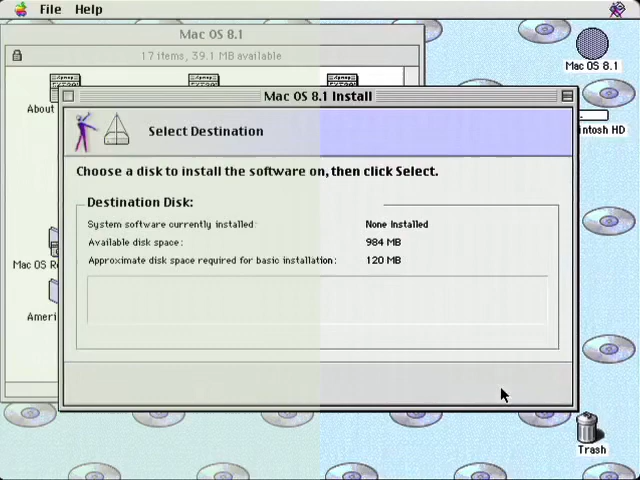 File Help
Mac OS 8.1
17 items, 39.1 MB available
Mac OS 8.1
About
intosh HD
Mac OS 8.1 Install
Select Destination
Choose a disk to install the software on, then click Select.
Destination Disk:
System software currently installed: None Installed
Available disk space: 984 MB
Approximate disk space required for basic installation: 120 MB
Mac OS Re
Ameri
Trash